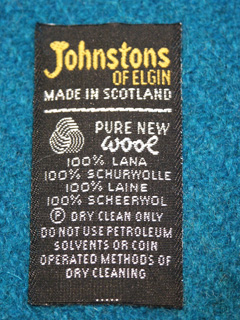 Johnstons
OF ELGIN
MADE IN SCOTLAND
PURE NEW
wool
100% LANA
100% SCHURWOLLE
100% LAINE
100% SCHEERWOL
Ⓟ DRY CLEAN ONLY
DO NOT USE PETROLEUM
SOLVENTS OR COIN
OPERATED METHODS OF
DRY CLEANING